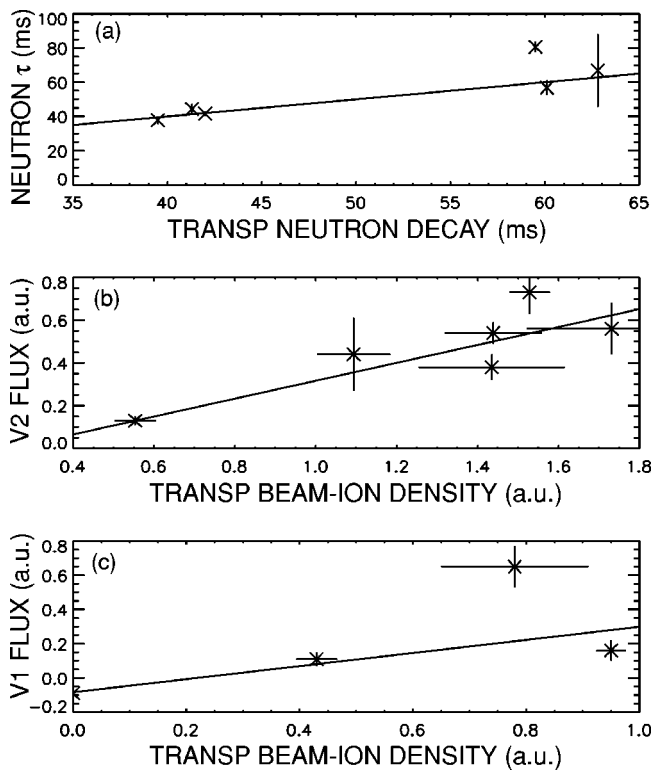 (a)
NEUTRON τ (ms)
100
80
60
40
20
0
35 40 45 50 55 60 65
TRANSP NEUTRON DECAY (ms)
(b)
V2 FLUX (a.u.)
0.8
0.6
0.4
0.2
0.0
0.4 0.6 0.8 1.0 1.2 1.4 1.6 1.8
TRANSP BEAM-ION DENSITY (a.u.)
(c)
V1 FLUX (a.u.)
0.8
0.6
0.4
0.2
-0.0
-0.2
0.0 0.2 0.4 0.6 0.8 1.0
TRANSP BEAM-ION DENSITY (a.u.)